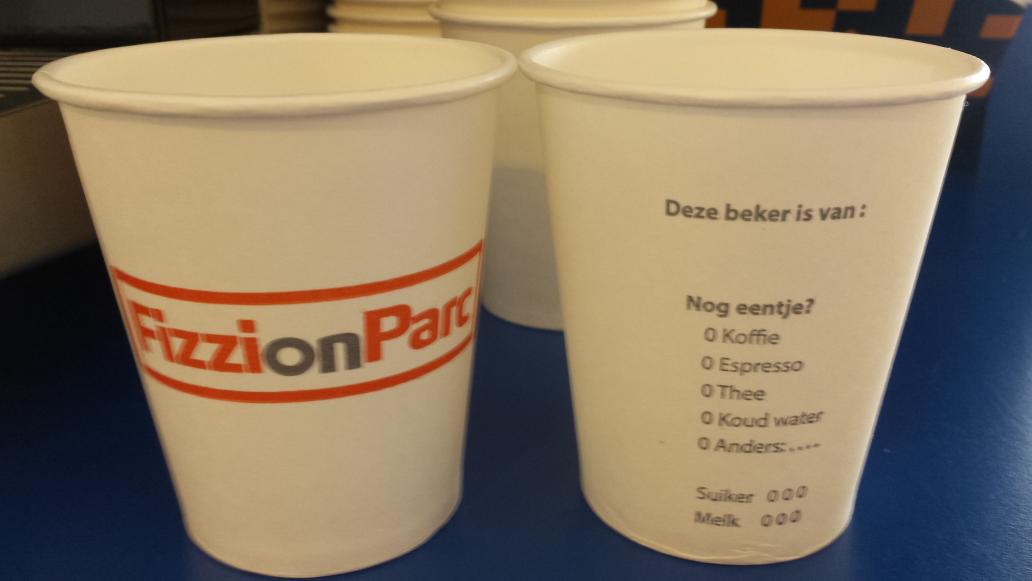 FizzionParc
Deze beker is van:
Nog eentje?
0 Koffie
0 Espresso
0 Thee
0 Koud water
0 Anders:....
Suiker 000
Melk 000